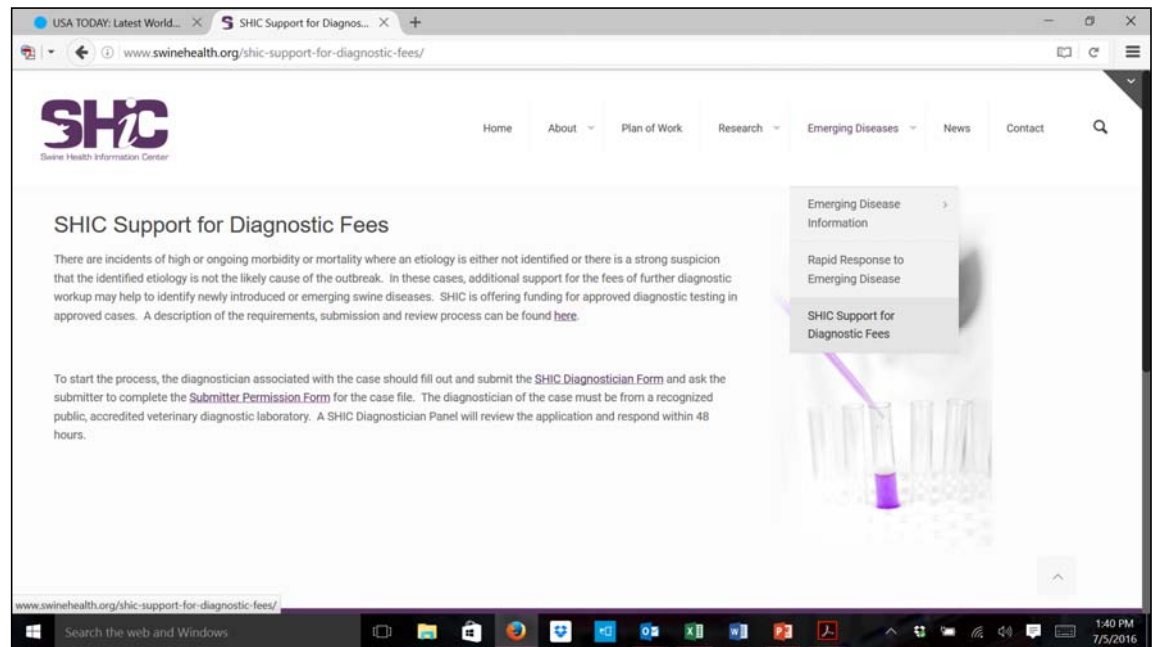 USA TODAY: Latest World...
SHIC Support for Diagnos...
www.swinehealth.org/shic-support-for-diagnostic-fees/
SHiC
Swine Health Information Center
Home
About
Plan of Work
Research
Emerging Diseases
News
Contact
Emerging Disease
Information
Rapid Response to
Emerging Disease
SHIC Support for
Diagnostic Fees
SHIC Support for Diagnostic Fees
There are incidents of high or ongoing morbidity or mortality where an etiology is either not identified or there is a strong suspicion
that the identified etiology is not the likely cause of the outbreak. In these cases, additional support for the fees of further diagnostic
workup may help to identify newly introduced or emerging swine diseases. SHIC is offering funding for approved diagnostic testing in
approved cases. A description of the requirements, submission and review process can be found here.
To start the process, the diagnostician associated with the case should fill out and submit the SHIC Diagnostician Form and ask the
submitter to complete the Submitter Permission Form for the case file. The diagnostician of the case must be from a recognized
public, accredited veterinary diagnostic laboratory. A SHIC Diagnostician Panel will review the application and respond within 48
hours.
www.swinehealth.org/shic-support-for-diagnostic-fees/
Search the web and Windows
1:40 PM
7/5/2016